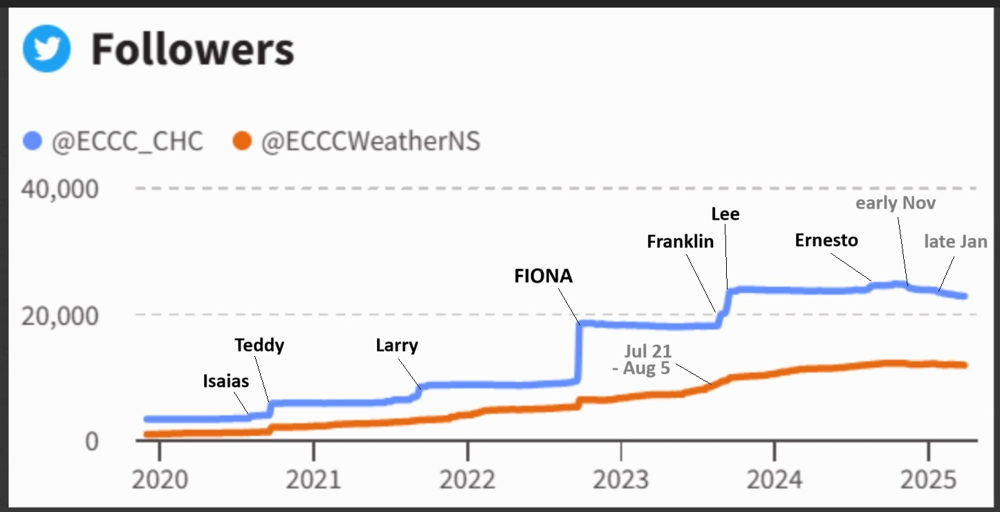 Followers
@ECCC_CHC @ECCCWeatherNS
40,000
early Nov
Lee
Franklin
Ernesto
late Jan
FIONA
20,000
Teddy
Larry
Jul 21
- Aug 5
Isaias
0
2020 2021 2022 2023 2024 2025